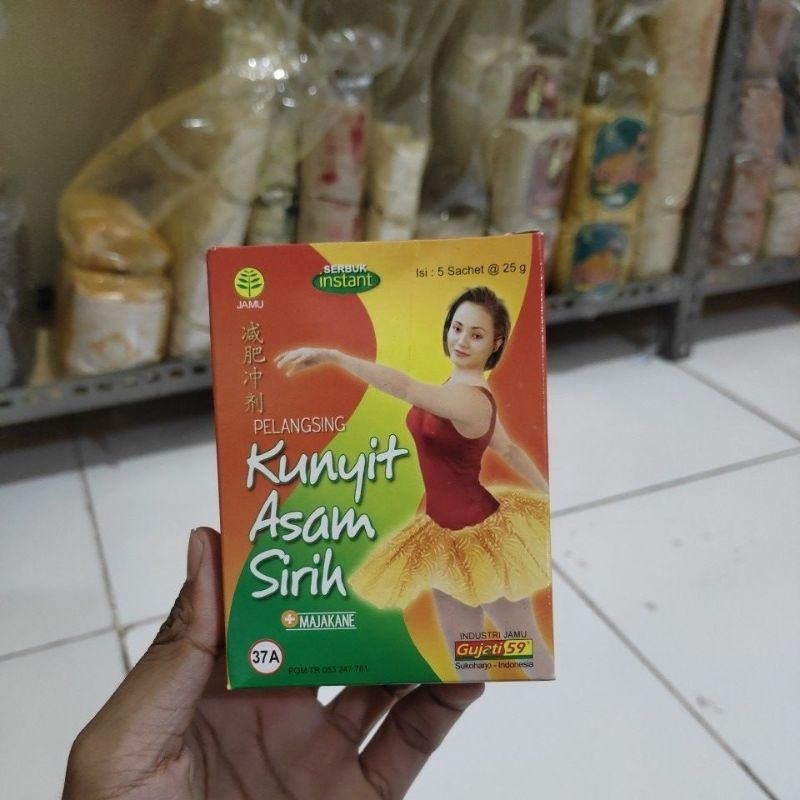 JAMU
SERBUK
instant
Isi : 5 Sachet @ 25 g
减肥冲剂
PELANGSING
Kunyit
Asam
Sirih
+ MAJAKANE
37A
POM TR 053 247 781
INDUSTRI JAMU
Gujati 59
Sukoharjo - Indonesia